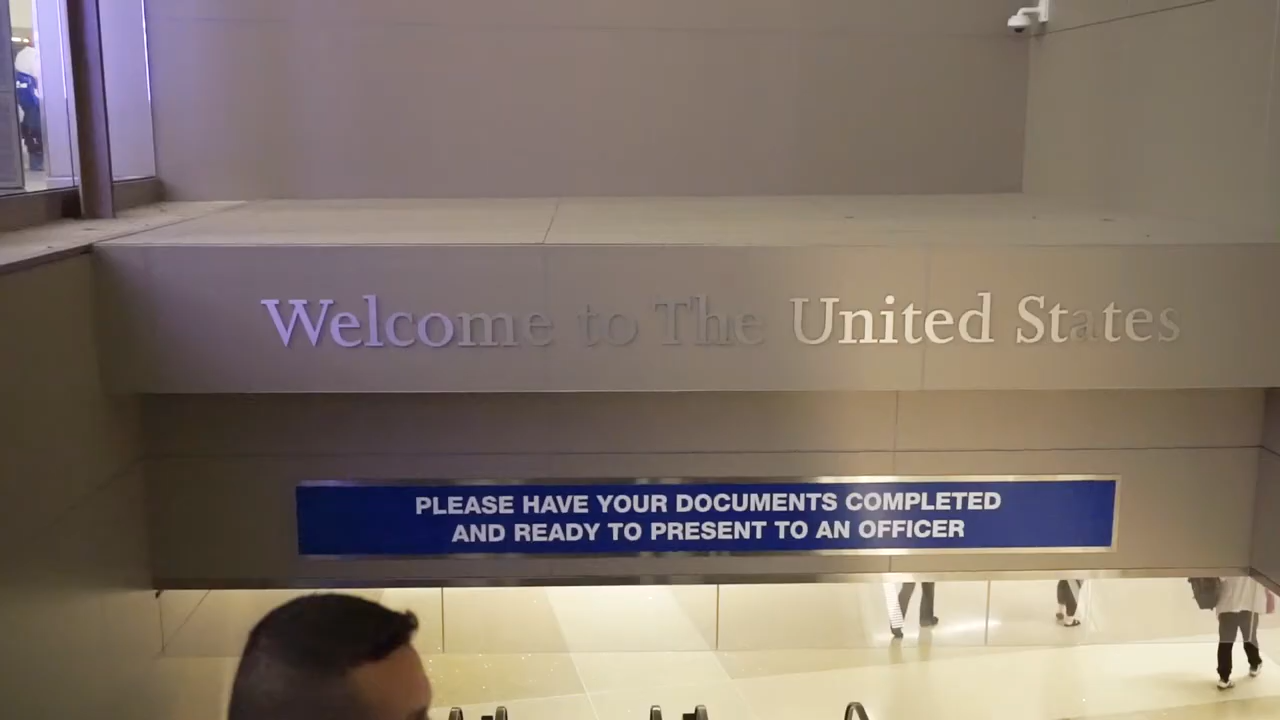 Welcome to The United States
PLEASE HAVE YOUR DOCUMENTS COMPLETED
AND READY TO PRESENT TO AN OFFICER